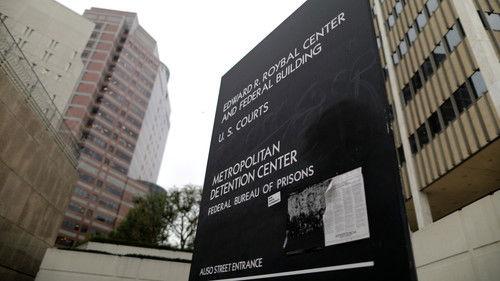 EDWARD R. ROYBAL CENTER
AND FEDERAL BUILDING
U. S. COURTS
METROPOLITAN
DETENTION CENTER
FEDERAL BUREAU OF PRISONS
ALISO STREET ENTRANCE